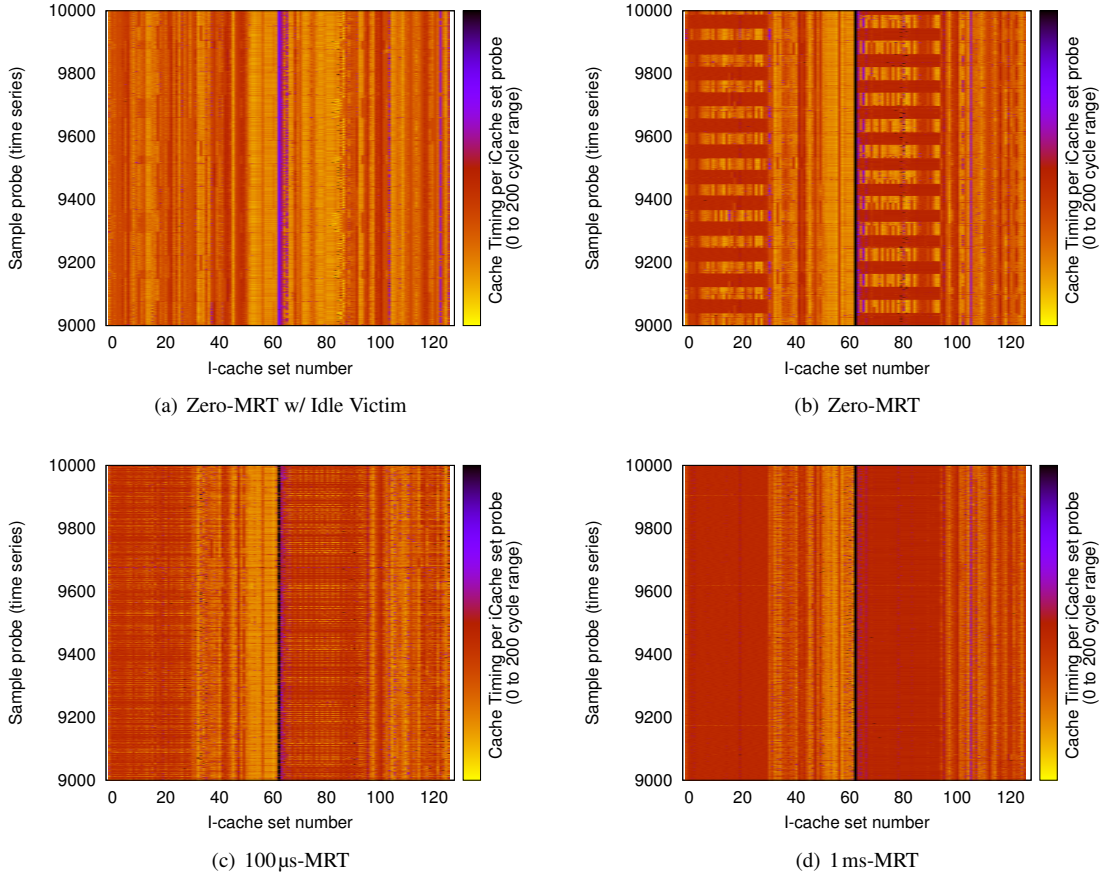 10000
9800
9600
9400
9200
9000
Sample probe (time series)
0 20 40 60 80 100 120
I-cache set number
Cache Timing per iCache set probe
(0 to 200 cycle range)
(a) Zero-MRT w/ Idle Victim
10000
9800
9600
9400
9200
9000
Sample probe (time series)
0 20 40 60 80 100 120
I-cache set number
Cache Timing per iCache set probe
(0 to 200 cycle range)
(b) Zero-MRT
10000
9800
9600
9400
9200
9000
Sample probe (time series)
0 20 40 60 80 100 120
I-cache set number
Cache Timing per iCache set probe
(0 to 200 cycle range)
(c) 100µs-MRT
10000
9800
9600
9400
9200
9000
Sample probe (time series)
0 20 40 60 80 100 120
I-cache set number
Cache Timing per iCache set probe
(0 to 200 cycle range)
(d) 1ms-MRT